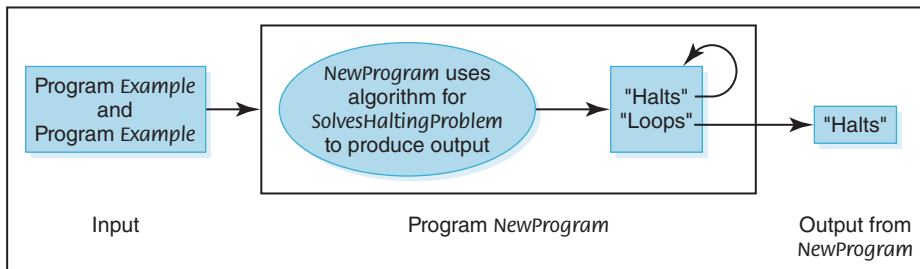 Program Example
and
Program Example
NewProgram uses
algorithm for
SolvesHaltingProblem
to produce output
"Halts"
"Loops"
"Halts"
Input
Program NewProgram
Output from
NewProgram